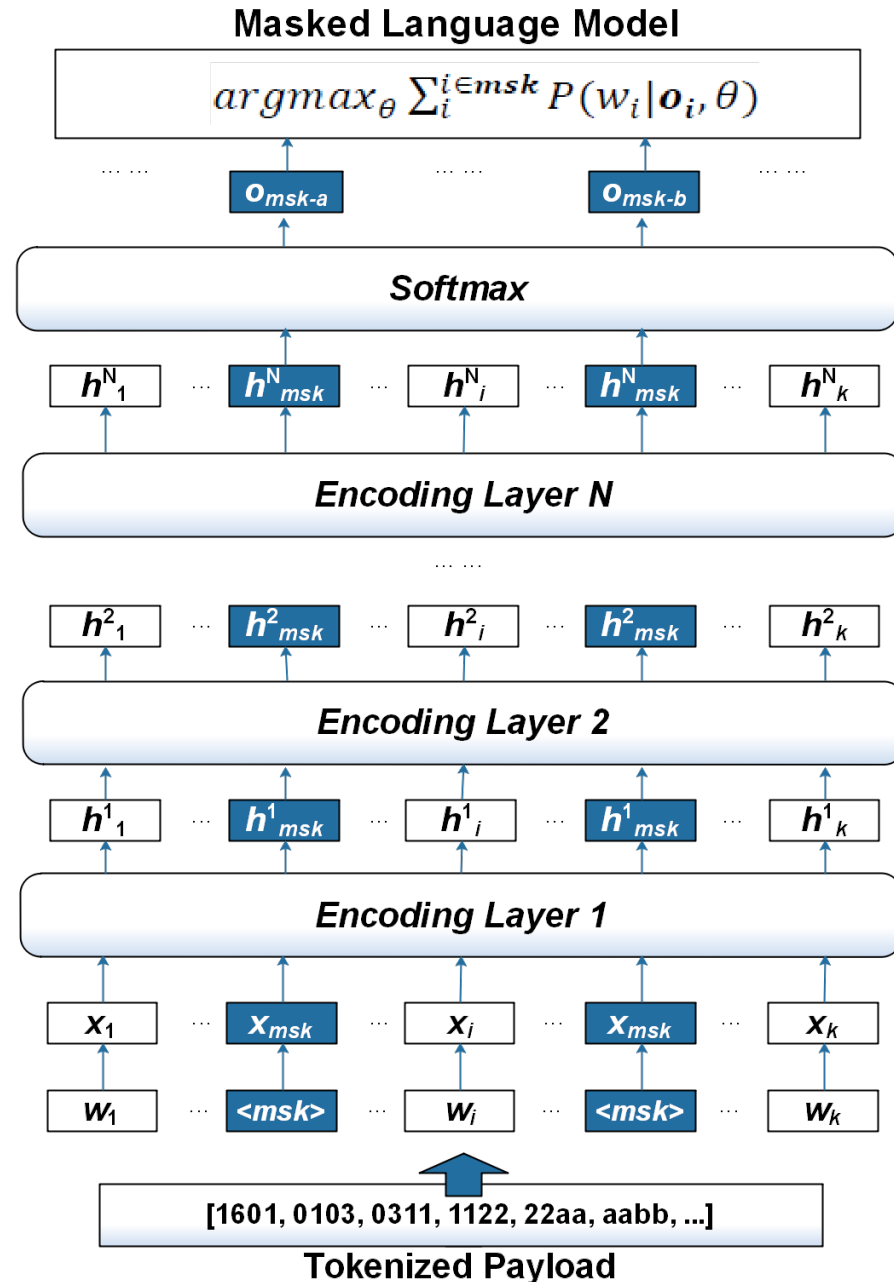 Masked Language Model
argmax_θ ∑_i^{i∈msk} P(w_i|o_i, θ)
... ... o_msk-a ... ... o_msk-b ... ...
Softmax
h^N_1 ... h^N_msk ... h^N_i ... h^N_msk ... h^N_k
Encoding Layer N
... ...
h^2_1 ... h^2_msk ... h^2_i ... h^2_msk ... h^2_k
Encoding Layer 2
h^1_1 ... h^1_msk ... h^1_i ... h^1_msk ... h^1_k
Encoding Layer 1
x_1 ... x_msk ... x_i ... x_msk ... x_k
w_1 ... <msk> ... w_i ... <msk> ... w_k
[1601, 0103, 0311, 1122, 22aa, aabb, ...]
Tokenized Payload